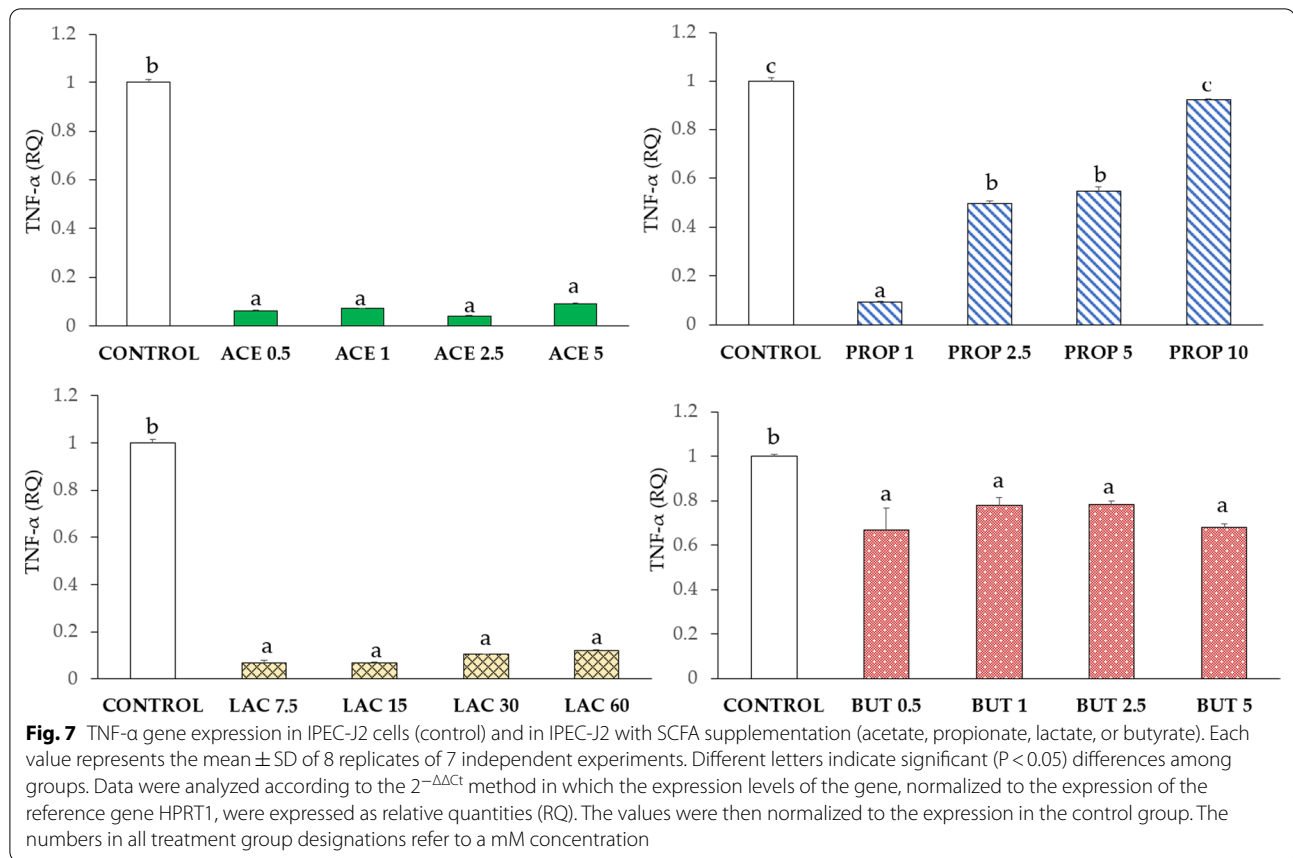 TNF-α (RQ)
1.2
1
0.8
0.6
0.4
0.2
0
b
a
a
a
a
CONTROL ACE 0.5 ACE 1 ACE 2.5 ACE 5
TNF-α (RQ)
1.2
1
0.8
0.6
0.4
0.2
0
c
a
b
b
c
CONTROL PROP 1 PROP 2.5 PROP 5 PROP 10
TNF-α (RQ)
1.2
1
0.8
0.6
0.4
0.2
0
b
a
a
a
a
CONTROL LAC 7.5 LAC 15 LAC 30 LAC 60
TNF-α (RQ)
1.2
1
0.8
0.6
0.4
0.2
0
b
a
a
a
a
CONTROL BUT 0.5 BUT 1 BUT 2.5 BUT 5
Fig. 7 TNF-α gene expression in IPEC-J2 cells (control) and in IPEC-J2 with SCFA supplementation (acetate, propionate, lactate, or butyrate). Each
value represents the mean ± SD of 8 replicates of 7 independent experiments. Different letters indicate significant (P < 0.05) differences among
groups. Data were analyzed according to the 2−ΔΔCt method in which the expression levels of the gene, normalized to the expression of the
reference gene HPRT1, were expressed as relative quantities (RQ). The values were then normalized to the expression in the control group. The
numbers in all treatment group designations refer to a mM concentration